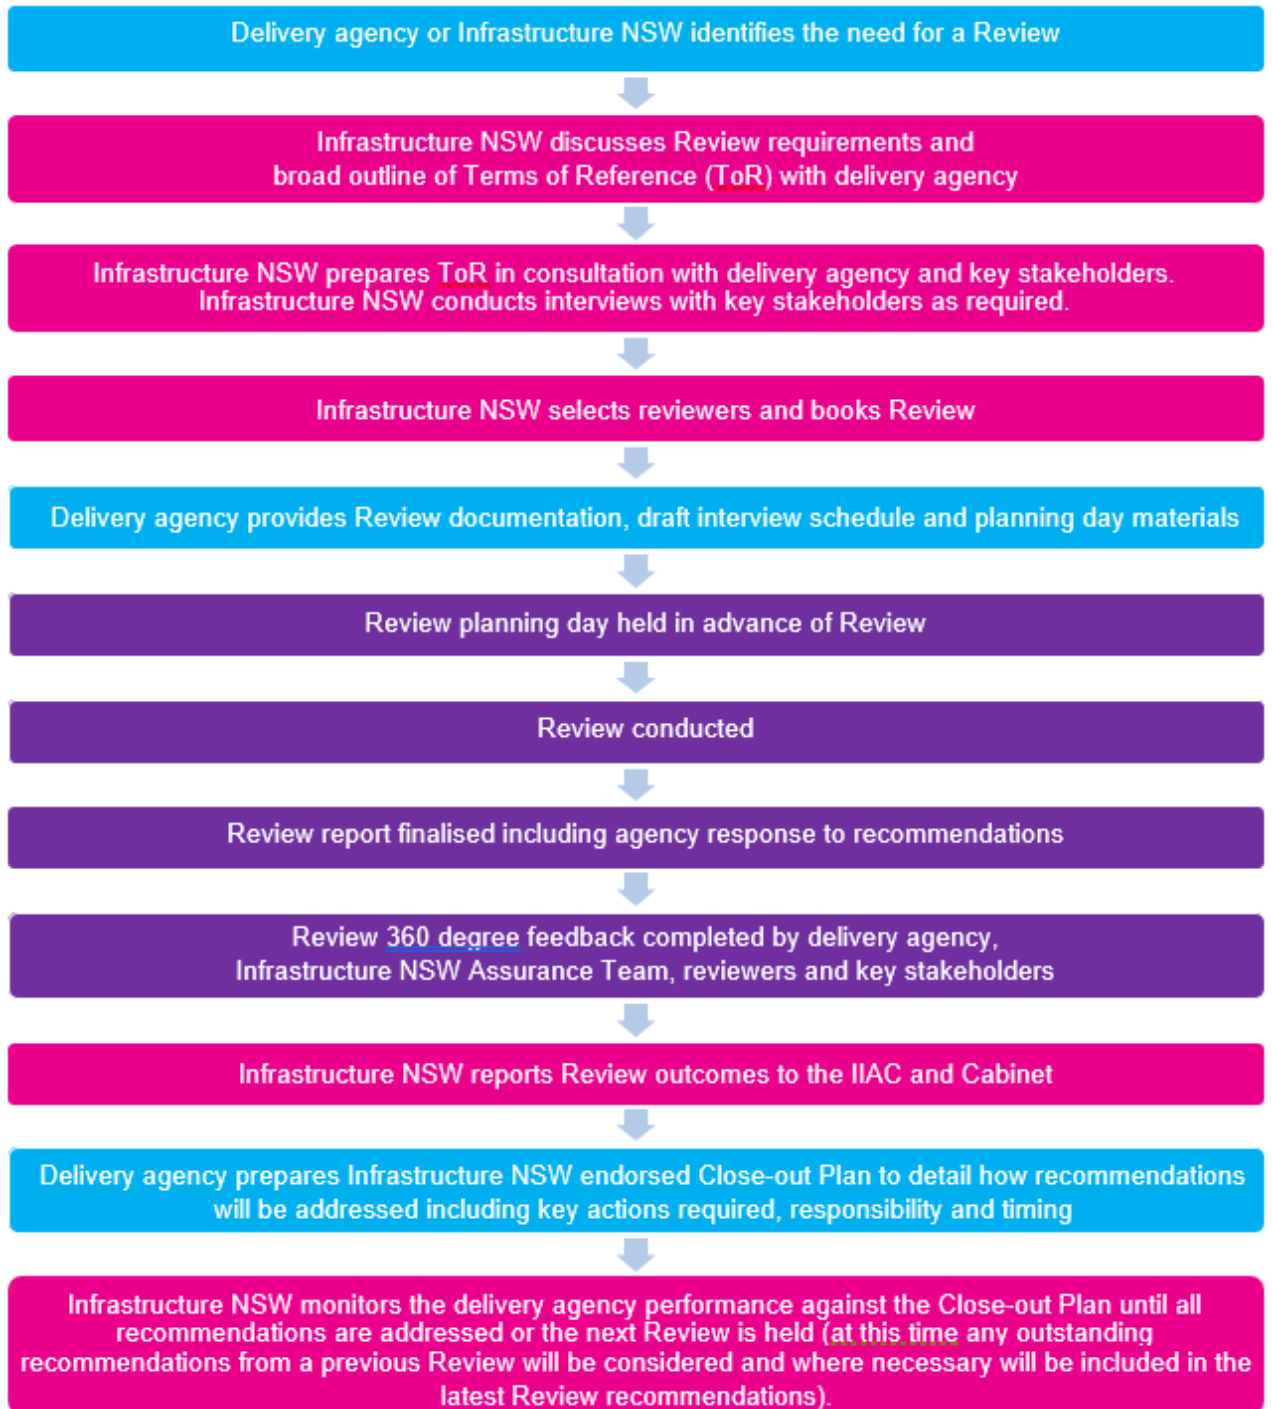 Delivery agency or Infrastructure NSW identifies the need for a Review
Infrastructure NSW discusses Review requirements and
broad outline of Terms of Reference (ToR) with delivery agency
Infrastructure NSW prepares ToR in consultation with delivery agency and key stakeholders.
Infrastructure NSW conducts interviews with key stakeholders as required.
Infrastructure NSW selects reviewers and books Review
Delivery agency provides Review documentation, draft interview schedule and planning day materials
Review planning day held in advance of Review
Review conducted
Review report finalised including agency response to recommendations
Review 360 degree feedback completed by delivery agency,
Infrastructure NSW Assurance Team, reviewers and key stakeholders
Infrastructure NSW reports Review outcomes to the IIAC and Cabinet
Delivery agency prepares Infrastructure NSW endorsed Close-out Plan to detail how recommendations
will be addressed including key actions required, responsibility and timing
Infrastructure NSW monitors the delivery agency performance against the Close-out Plan until all
recommendations are addressed or the next Review is held (at this time any outstanding
recommendations from a previous Review will be considered and where necessary will be included in the
latest Review recommendations).